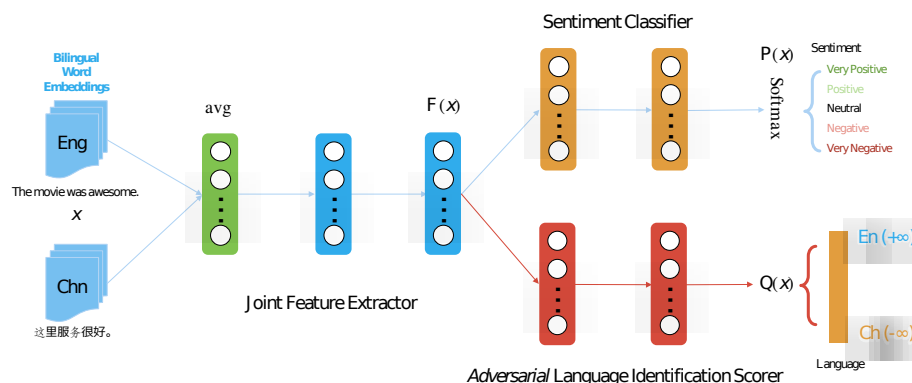 Sentiment Classifier
Bilingual
Word
Embeddings
Eng
The movie was awesome.
x
Chn
这里服务很好。
avg
F(x)
Joint Feature Extractor
P(x)
Softmax
Sentiment
Very Positive
Positive
Neutral
Negative
Very Negative
Q(x)
En (+∞)
Ch (-∞)
Language
Adversarial Language Identification Scorer